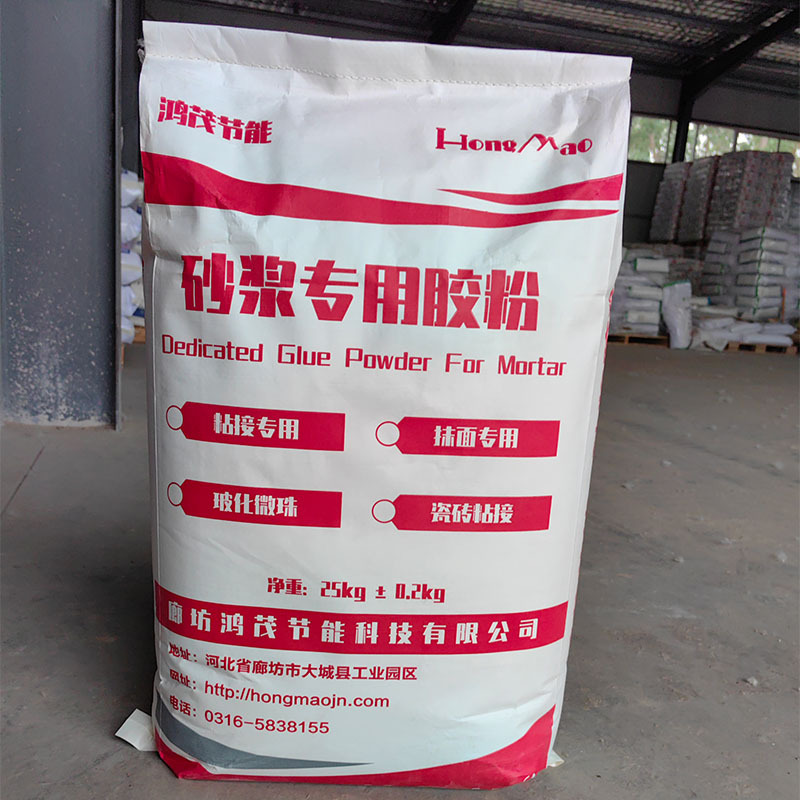 鸿茂节能
HongMao
砂浆专用胶粉
Dedicated Glue Powder For Mortar
粘接专用
抹面专用
玻化微珠
瓷砖粘接
净重: 25kg ± 0.2kg
廊坊鸿茂节能科技有限公司
地址：河北省廊坊市大城县工业园区
网址：http://hongmaojn.com
电话：0316-5838155